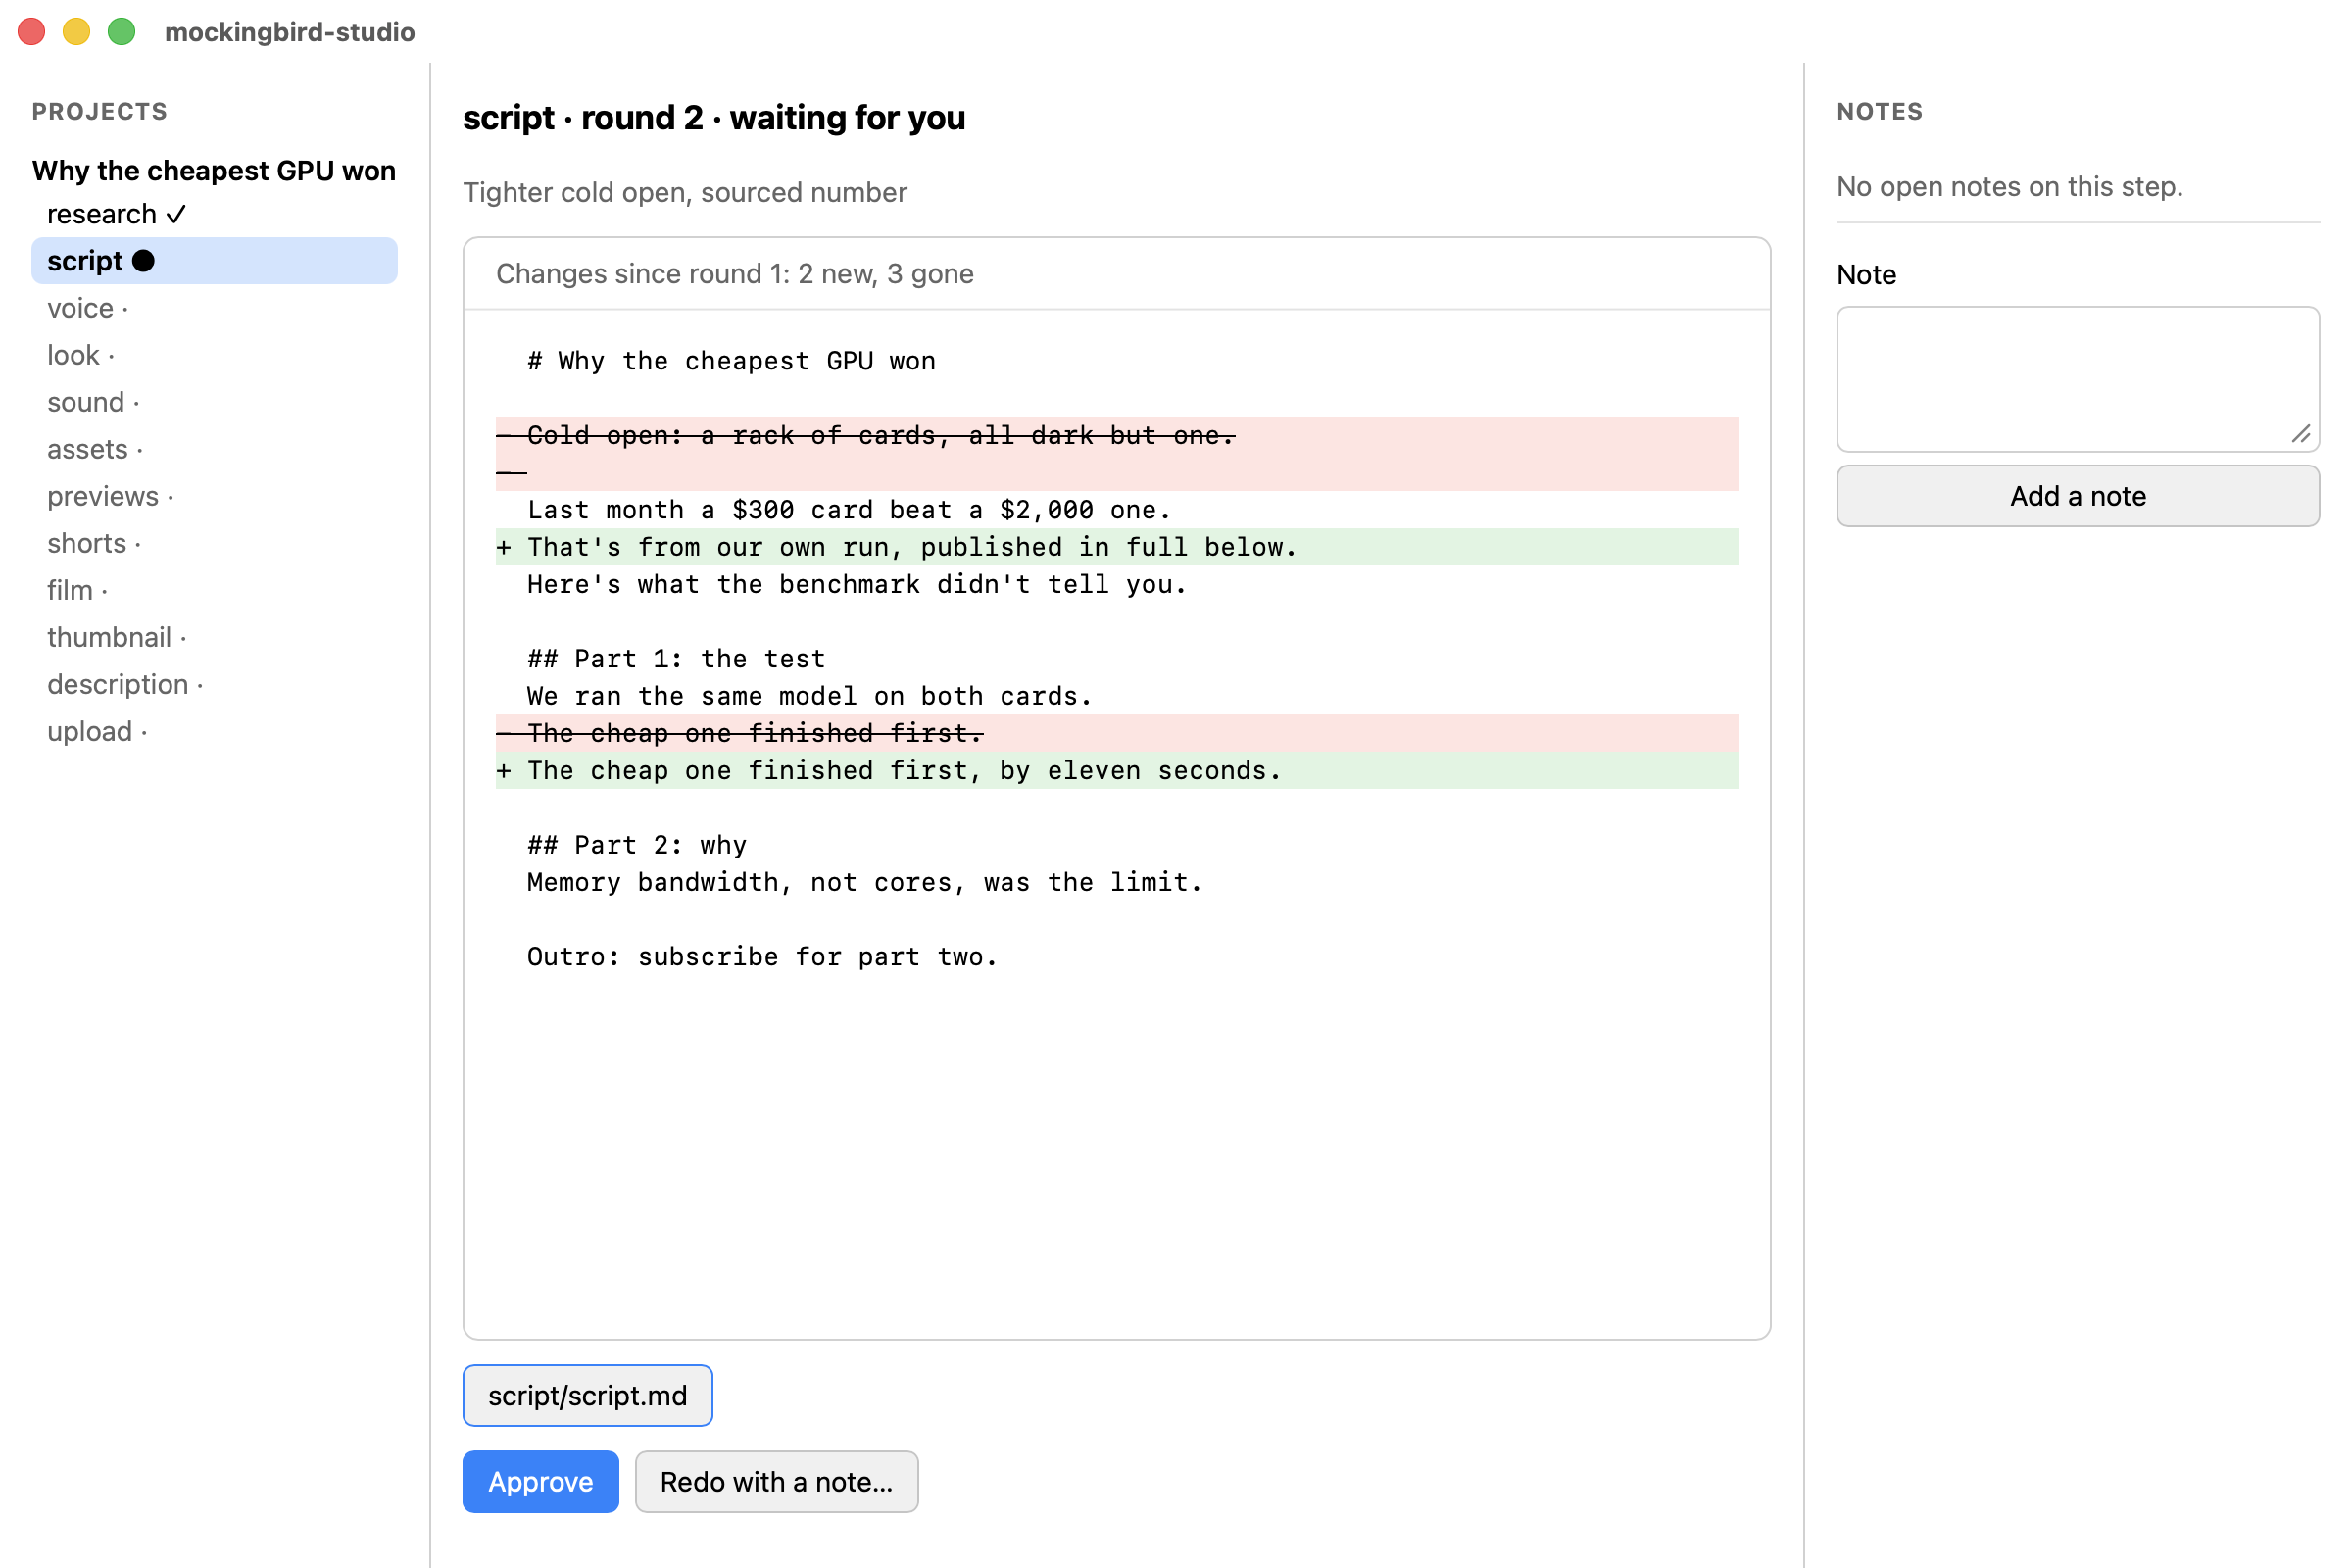 mockingbird-studio
PROJECTS
Why the cheapest GPU won
research ✓
script ●
voice ·
look ·
sound ·
assets ·
previews ·
shorts ·
film ·
thumbnail ·
description ·
upload ·
script · round 2 · waiting for you
Tighter cold open, sourced number
Changes since round 1: 2 new, 3 gone
# Why the cheapest GPU won
- Cold open: a rack of cards, all dark but one.
-
Last month a $300 card beat a $2,000 one.
+ That's from our own run, published in full below.
Here's what the benchmark didn't tell you.
## Part 1: the test
We ran the same model on both cards.
- The cheap one finished first.
+ The cheap one finished first, by eleven seconds.
## Part 2: why
Memory bandwidth, not cores, was the limit.
Outro: subscribe for part two.
script/script.md
Approve
Redo with a note...
NOTES
No open notes on this step.
Note
Add a note